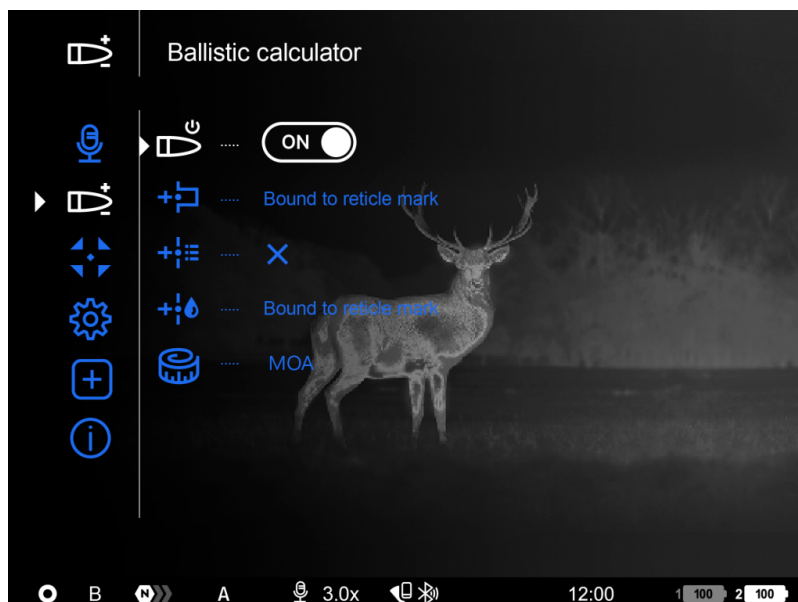 Ballistic calculator
ON
Bound to reticle mark
Bound to reticle mark
MOA
B N A 3.0x 12:00 1 100 2 100